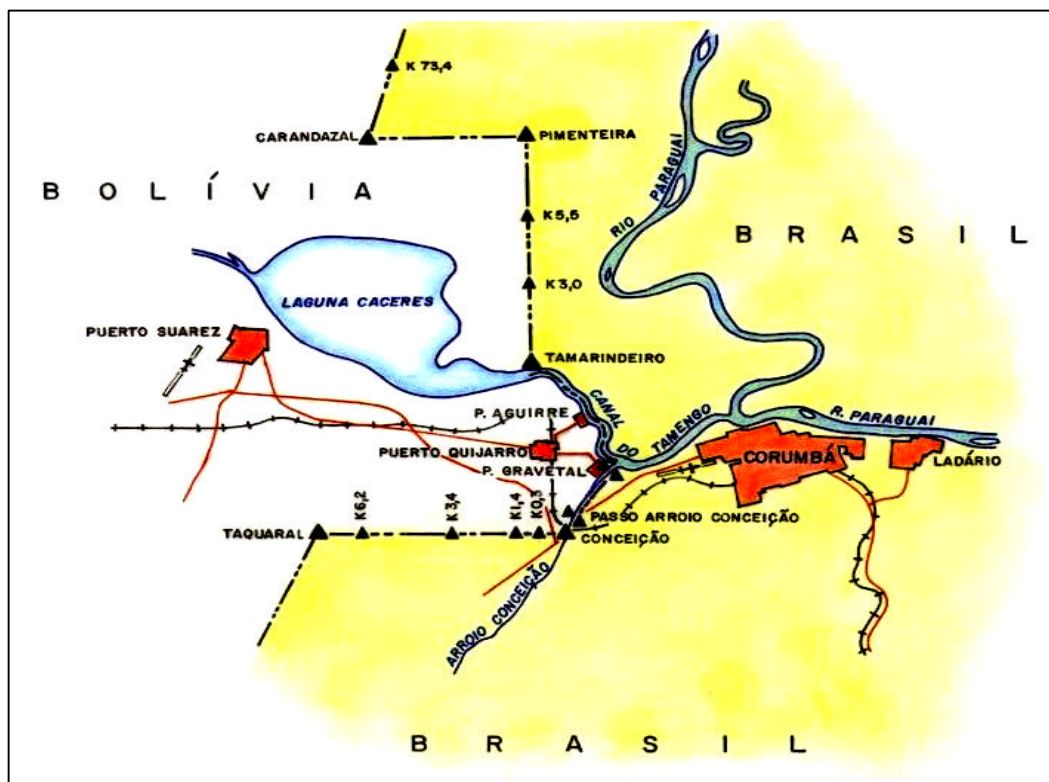 K 73,4
CARANDAZAL
PIMENTEIRA
BOLÍVIA
RIO PARAGUAI
K5,5
BRASIL
K3,0
LAGUNA CACERES
PUERTO SUAREZ
TAMARINDEIRO
P. AGUIRRE
CANAL DO TAMENGO
R. PARAGUAI
PUERTO QUIJARRO
CORUMBÁ
LADÁRIO
P. GRAVETAL
K6,2
K3,4
K1,4
K0,3
PASSO ARROIO CONCEIÇÃO
TAQUARAL
CONCEIÇÃO
ARROIO CONCEIÇÃO
BRASIL